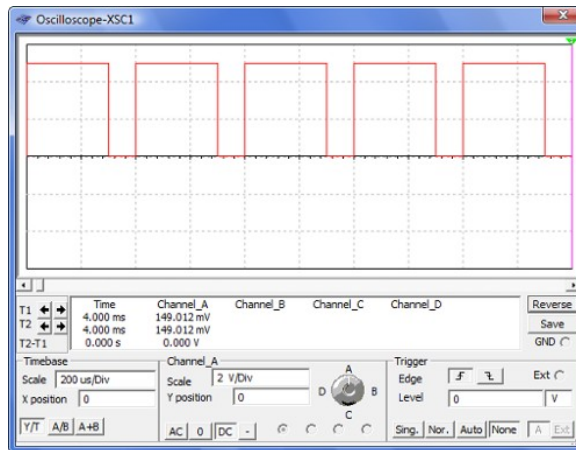 Oscilloscope-XSC1
Time Channel_A Channel_B Channel_C Channel_D
T1 4.000 ms 149.012 mV
T2 4.000 ms 149.012 mV
T2-T1 0.000 s 0.000 V
Reverse
Save
GND
Timebase
Scale 200 us/Div
X position 0
Y/T A/B A+B
Channel_A
Scale 2 V/Div
Y position 0
AC 0 DC -
A
B
C
D
Trigger
Edge
Ext
Level 0 V
Sing. Nor. Auto None A Ext